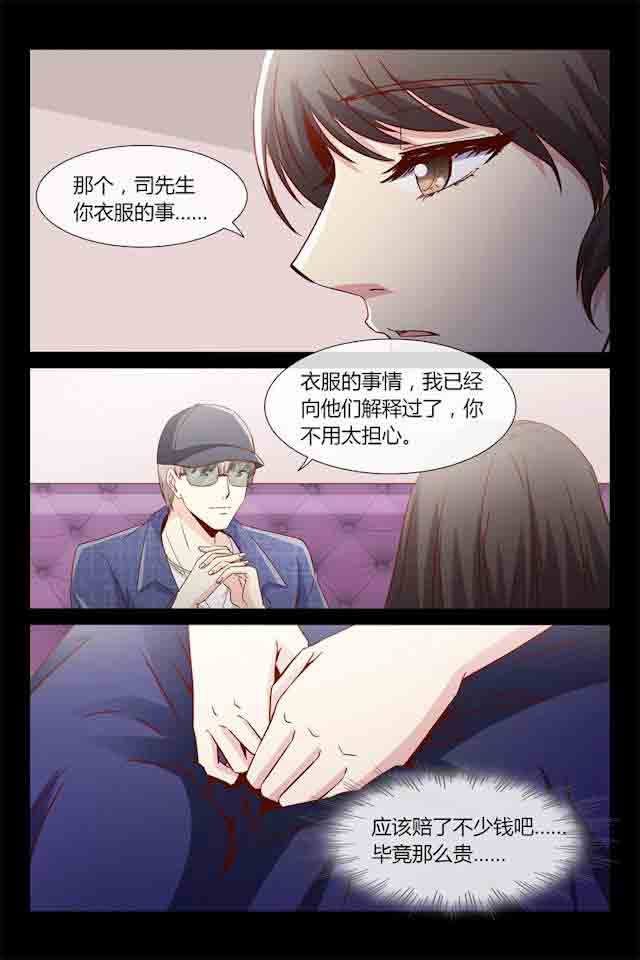 那个，司先生
你衣服的事……
衣服的事情，我已经
向他们解释过了，你
不用太担心。
应该赔了不少钱吧……
毕竟那么贵……